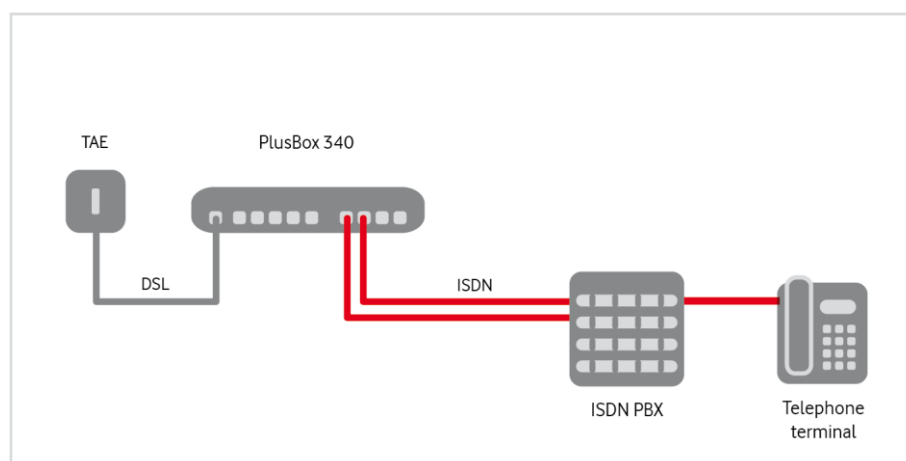 TAE
PlusBox 340
DSL
ISDN
ISDN PBX
Telephone
terminal